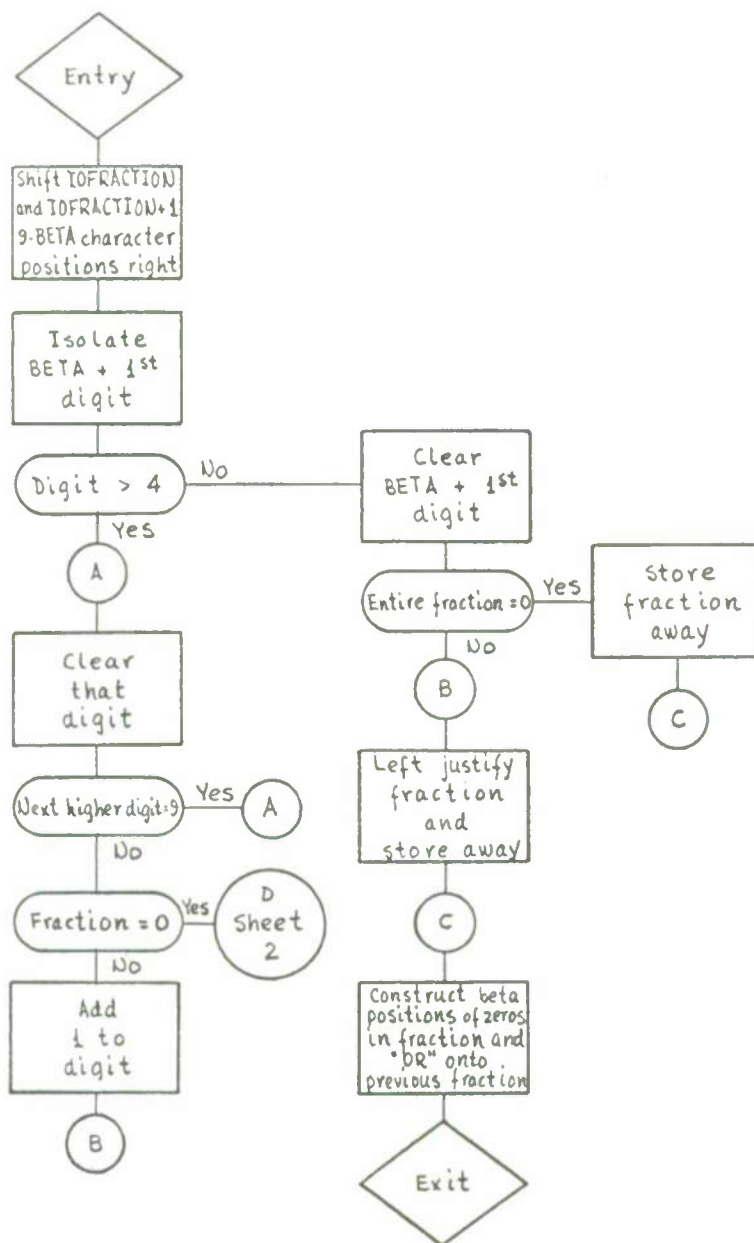 Entry
Shift IOFRACTION
and IOFRACTION+1
9-BETA character
positions right
Isolate
BETA + 1st
digit
Digit > 4
No
Yes
A
Clear
that
digit
Next higher digit=9
Yes
A
No
Fraction = 0
Yes
D
Sheet
2
No
Add
1 to
digit
B
Clear
BETA + 1st
digit
Entire fraction = 0
Yes
Store
fraction
away
C
No
B
Left justify
fraction
and
store away
C
Construct beta
positions of zeros
in fraction and
"OR" onto
previous fraction
Exit